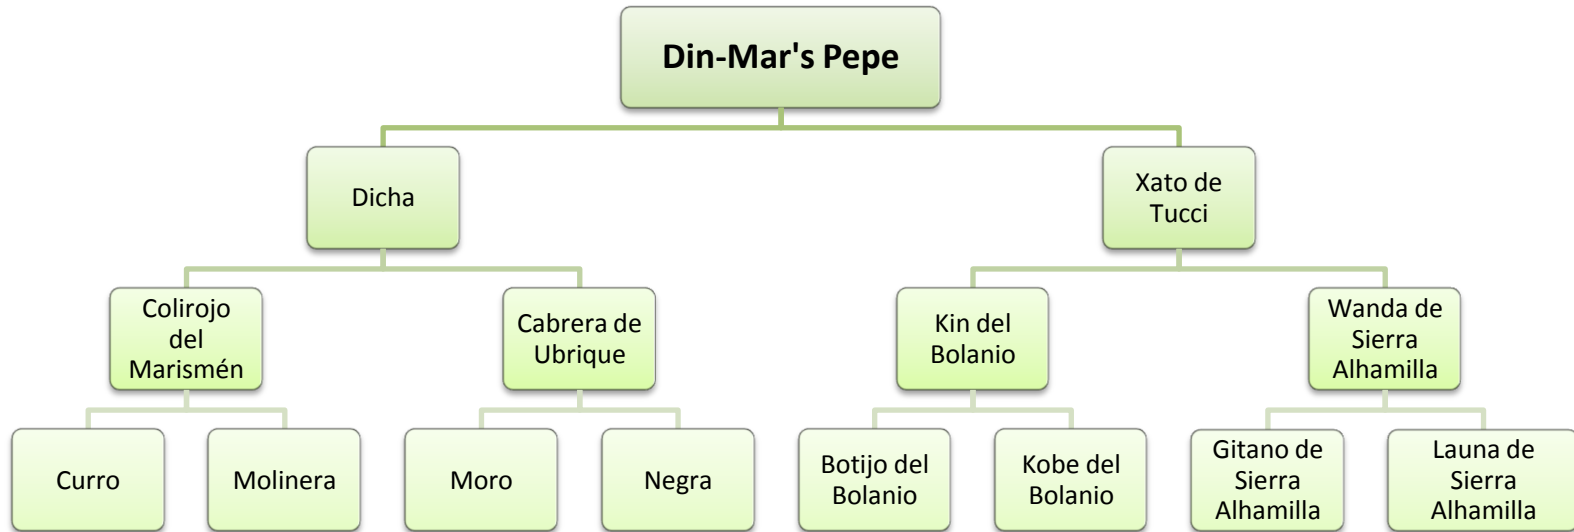 Din-Mar's Pepe
Dicha
Xato de
Tucci
Colirojo
del
Marismén
Cabrera de
Ubrique
Kin del
Bolanio
Wanda de
Sierra
Alhamilla
Curro
Molinera
Moro
Negra
Botijo del
Bolanio
Kobe del
Bolanio
Gitano de
Sierra
Alhamilla
Launa de
Sierra
Alhamilla